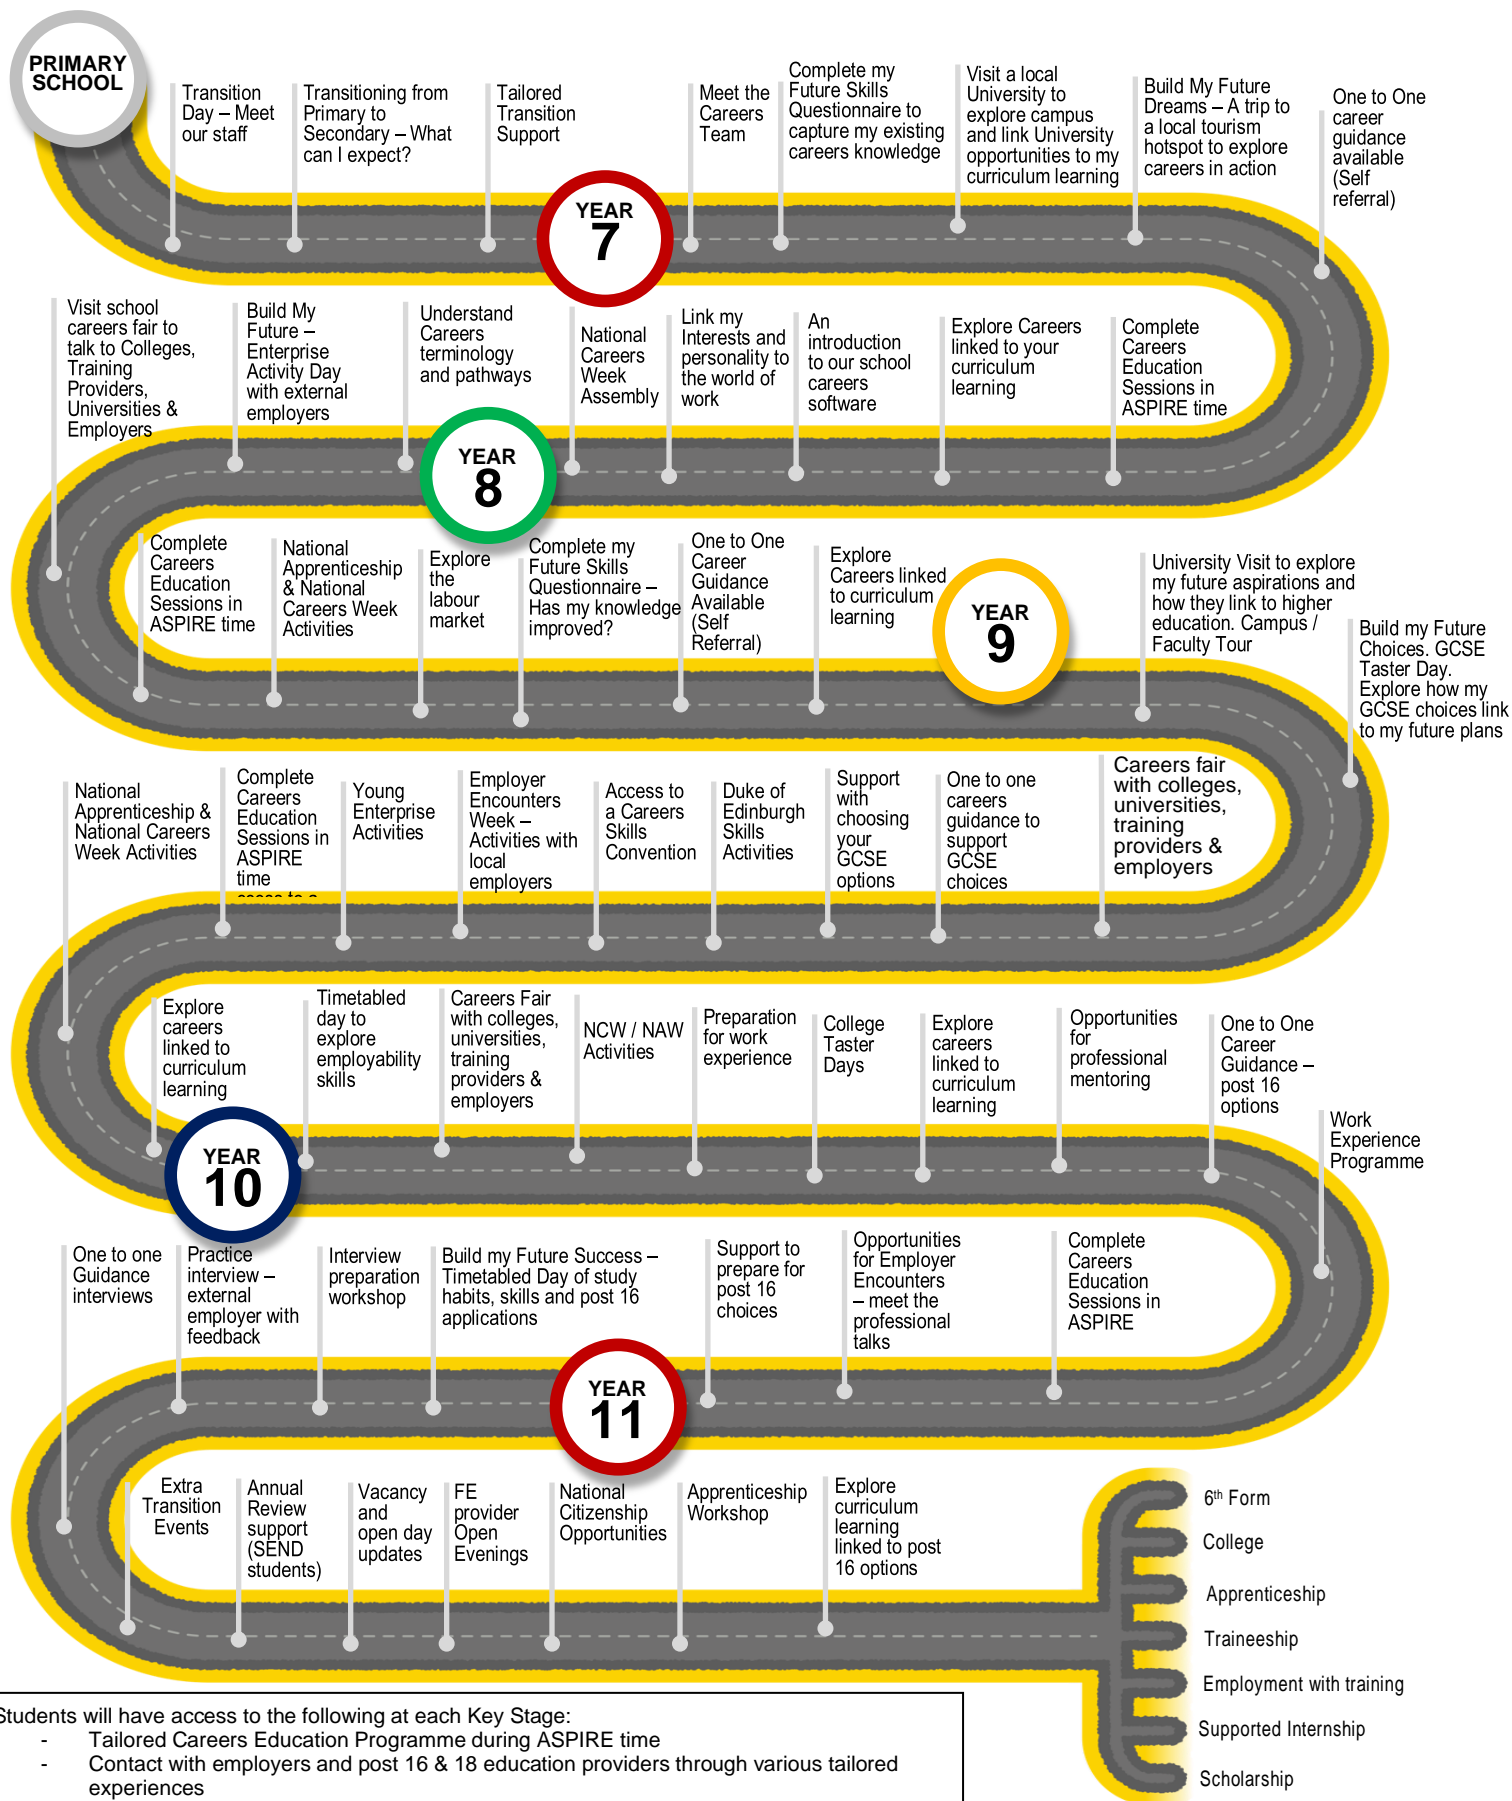 PRIMARY
SCHOOL
Transition
Day – Meet
our staff
Transitioning from
Primary to
Secondary – What
can I expect?
Tailored
Transition
Support
YEAR
7
Meet the
Careers
Team
Complete my
Future Skills
Questionnaire to
capture my existing
careers knowledge
Visit a local
University to
explore campus
and link University
opportunities to my
curriculum learning
Build My Future
Dreams – A trip to
a local tourism
hotspot to explore
careers in action
One to One
career
guidance
available
(Self
referral)
Visit school
careers fair to
talk to Colleges,
Training
Providers,
Universities &
Employers
Build My
Future –
Enterprise
Activity Day
with external
employers
Understand
Careers
terminology
and pathways
YEAR
8
National
Careers
Week
Assembly
Link my
Interests and
personality to
the world of
work
An
introduction
to our school
careers
software
Explore Careers
linked to your
curriculum
learning
Complete
Careers
Education
Sessions in
ASPIRE time
Complete
Careers
Education
Sessions in
ASPIRE time
National
Apprenticeship
& National
Careers Week
Activities
Explore
the
labour
market
Complete my
Future Skills
Questionnaire –
Has my knowledge
improved?
One to One
Career
Guidance
Available
(Self
Referral)
Explore
Careers linked
to curriculum
learning
YEAR
9
University Visit to explore
my future aspirations and
how they link to higher
education. Campus /
Faculty Tour
Build my Future
Choices. GCSE
Taster Day.
Explore how my
GCSE choices link
to my future plans
National
Apprenticeship &
National Careers
Week Activities
Complete
Careers
Education
Sessions in
ASPIRE
time
Young
Enterprise
Activities
Employer
Encounters
Week –
Activities with
local
employers
Access to
a Careers
Skills
Convention
Duke of
Edinburgh
Skills
Activities
Support
with
choosing
your
GCSE
options
One to one
careers
guidance to
support
GCSE
choices
Careers fair
with colleges,
universities,
training
providers &
employers
Explore
careers
linked to
curriculum
learning
YEAR
10
Timetabled
day to
explore
employability
skills
Careers Fair
with colleges,
universities,
training
providers &
employers
NCW / NAW
Activities
Preparation
for work
experience
College
Taster
Days
Explore
careers
linked to
curriculum
learning
Opportunities
for
professional
mentoring
One to One
Career
Guidance –
post 16
options
Work
Experience
Programme
One to one
Guidance
interviews
Practice
interview –
external
employer with
feedback
Interview
preparation
workshop
Build my Future Success –
Timetabled Day of study
habits, skills and post 16
applications
YEAR
11
Support to
prepare for
post 16
choices
Opportunities
for Employer
Encounters
– meet the
professional
talks
Complete
Careers
Education
Sessions in
ASPIRE
Extra
Transition
Events
Annual
Review
support
(SEND
students)
Vacancy
and
open day
updates
FE
provider
Open
Evenings
National
Citizenship
Opportunities
Apprenticeship
Workshop
Explore
curriculum
learning
linked to post
16 options
6th Form
College
Apprenticeship
Traineeship
Employment with training
Supported Internship
Scholarship
Students will have access to the following at each Key Stage:
- Tailored Careers Education Programme during ASPIRE time
- Contact with employers and post 16 & 18 education providers through various tailored
experiences